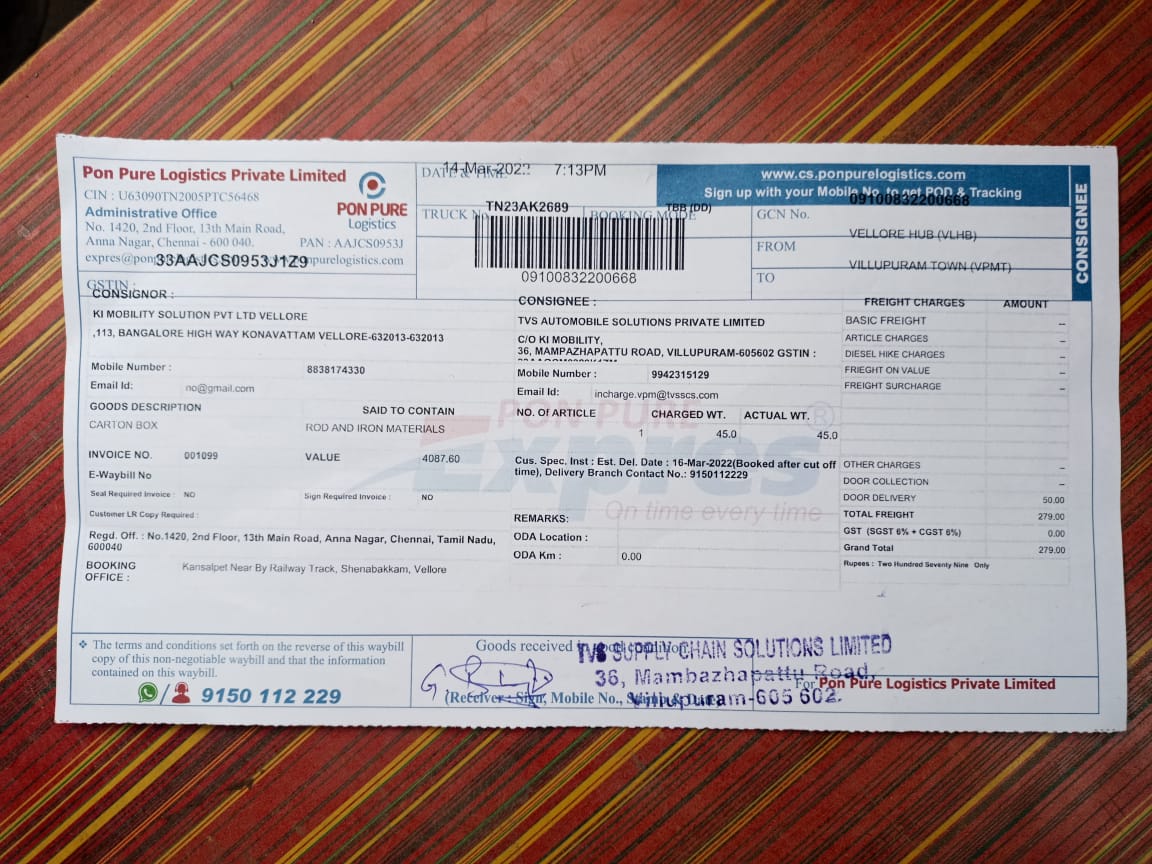 Pon Pure Logistics Private Limited
CIN : U63090TN2005PTC56468
Administrative Office
No. 1420, 2nd Floor, 13th Main Road,
Anna Nagar, Chennai - 600 040. PAN : AAJCS0953J
33AAJCS0953J1Z9
GSTIN :
PON PURE
Logistics
DATE & TIME 14-Mar-2022 7:13PM
TRUCK No. TN23AK2689 BOOKING MODE TBB (DD)
09100832200668
www.cs.ponpurelogistics.com
Sign up with your Mobile No. to get POD & Tracking
GCN No. 09100832200668
FROM VELLORE HUB (VLHB)
TO VILLUPURAM TOWN (VPMT)
CONSIGNEE
CONSIGNOR :
KI MOBILITY SOLUTION PVT LTD VELLORE
,113, BANGALORE HIGH WAY KONAVATTAM VELLORE-632013-632013
Mobile Number : 8838174330
Email Id: no@gmail.com
GOODS DESCRIPTION SAID TO CONTAIN
CARTON BOX ROD AND IRON MATERIALS
INVOICE NO. 001099 VALUE 4087.60
E-Waybill No
Seal Required Invoice : NO Sign Required Invoice : NO
Customer LR Copy Required :
Regd. Off. : No.1420, 2nd Floor, 13th Main Road, Anna Nagar, Chennai, Tamil Nadu,
600040
BOOKING Kansalpet Near By Railway Track, Shenabakkam, Vellore
OFFICE :
CONSIGNEE :
TVS AUTOMOBILE SOLUTIONS PRIVATE LIMITED
C/O KI MOBILITY,
36, MAMPAZHAPATTU ROAD, VILLUPURAM-605602 GSTIN :
Mobile Number : 9942315129
Email Id: incharge.vpm@tvsscs.com
NO. Of ARTICLE CHARGED WT. ACTUAL WT.
1 45.0 45.0
PON PURE
Expres ®
On time every time
Cus. Spec. Inst : Est. Del. Date : 16-Mar-2022(Booked after cut off
time), Delivery Branch Contact No.: 9150112229
REMARKS:
ODA Location :
ODA Km : 0.00
FREIGHT CHARGES AMOUNT
BASIC FREIGHT --
ARTICLE CHARGES --
DIESEL HIKE CHARGES --
FRIEGHT ON VALUE --
FREIGHT SURCHARGE --
OTHER CHARGES --
DOOR COLLECTION --
DOOR DELIVERY 50.00
TOTAL FREIGHT 279.00
GST (SGST 6% + CGST 6%) 0.00
Grand Total 279.00
Rupees : Two Hundred Seventy Nine Only
❖ The terms and conditions set forth on the reverse of this waybill
copy of this non-negotiable waybill and that the information
contained on this waybill.
9150 112 229
Goods received in good condition
(Receiver : Sign, Mobile No., 
TVS SUPPLY CHAIN SOLUTIONS LIMITED
36, Mambazhapattu Road,
Villupuram-605 602.
For Pon Pure Logistics Private Limited